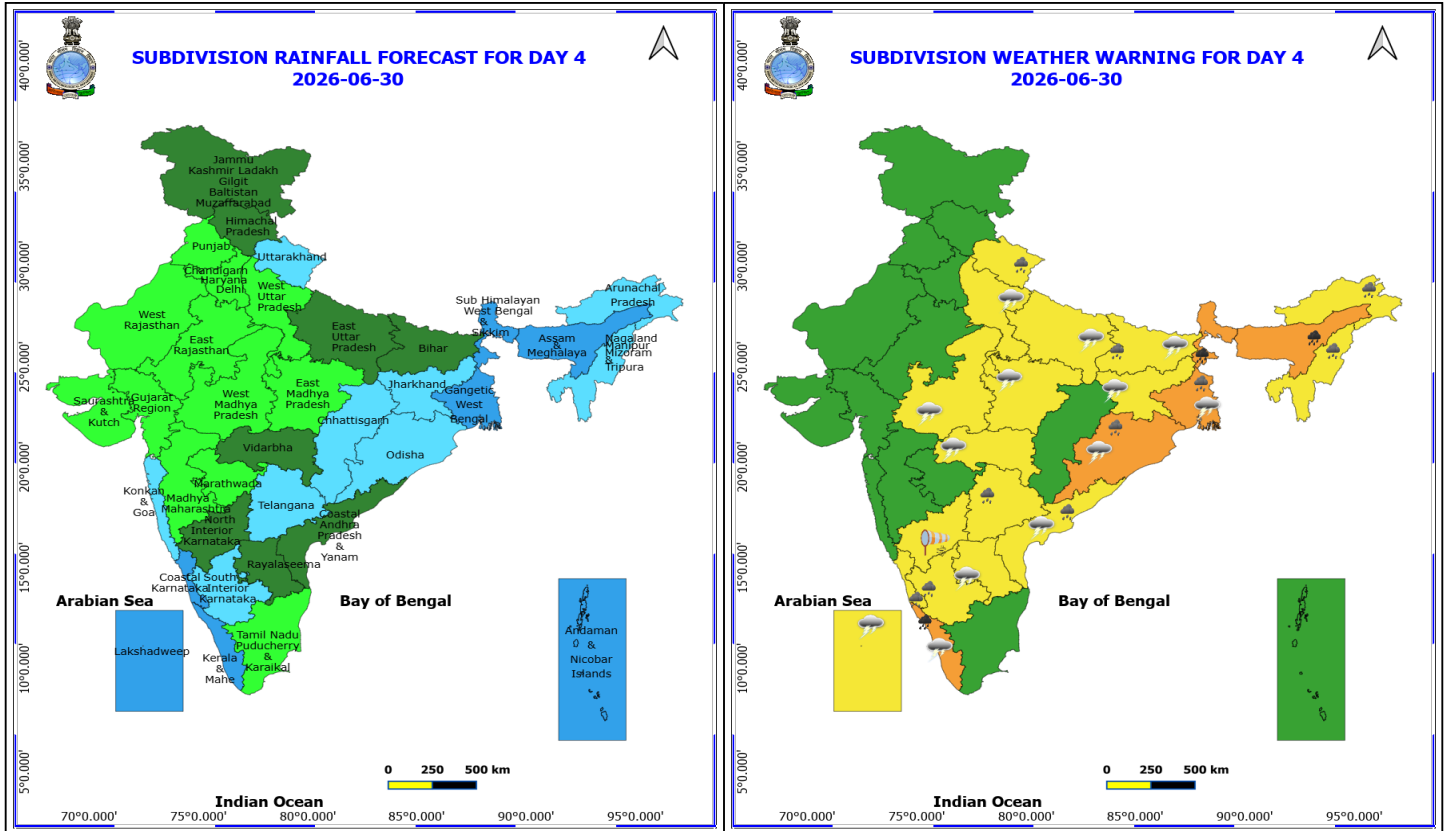 SUBDIVISION RAINFALL FORECAST FOR DAY 4
2026-06-30
40°0.000'
35°0.000'
30°0.000'
25°0.000'
20°0.000'
15°0.000'
10°0.000'
5°0.000'
Jammu
Kashmir Ladakh
Gilgit
Baltistan
Muzaffarabad
Himachal
Pradesh
Punjab
Uttarakhand
Chandigarh
Haryana
Delhi
West
Uttar
Pradesh
West
Rajasthan
East
Rajasthan
East
Uttar
Pradesh
Bihar
Sub Himalayan
West Bengal
&
Sikkim
Arunachal
Pradesh
Assam
&
Meghalaya
Nagaland
Manipur
Mizoram
&
Tripura
Jharkhand
Gangetic
West
Bengal
Saurashtra
&
Kutch
Gujarat
Region
West
Madhya
Pradesh
East
Madhya
Pradesh
Chhattisgarh
Vidarbha
Odisha
Konkan
&
Goa
Madhya
Maharashtra
Marathwada
Telangana
North
Interior
Karnataka
Coastal
Andhra
Pradesh
&
Yanam
Rayalaseema
Coastal
Karnataka
South
Interior
Karnataka
Arabian Sea
Bay of Bengal
Lakshadweep
Kerala
&
Mahe
Tamil Nadu
Puducherry
&
Karaikal
Andaman
&
Nicobar
Islands
0 250 500 km
Indian Ocean
70°0.000' 75°0.000' 80°0.000' 85°0.000' 90°0.000' 95°0.000'
SUBDIVISION WEATHER WARNING FOR DAY 4
2026-06-30
40°0.000'
35°0.000'
30°0.000'
25°0.000'
20°0.000'
15°0.000'
10°0.000'
5°0.000'
Arabian Sea
Bay of Bengal
0 250 500 km
Indian Ocean
70°0.000' 75°0.000' 80°0.000' 85°0.000' 90°0.000' 95°0.000'